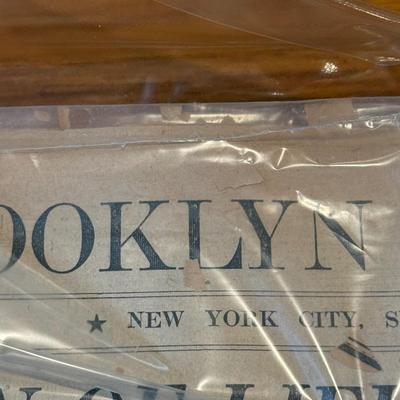 OOKLYN
★ NEW YORK CITY, S